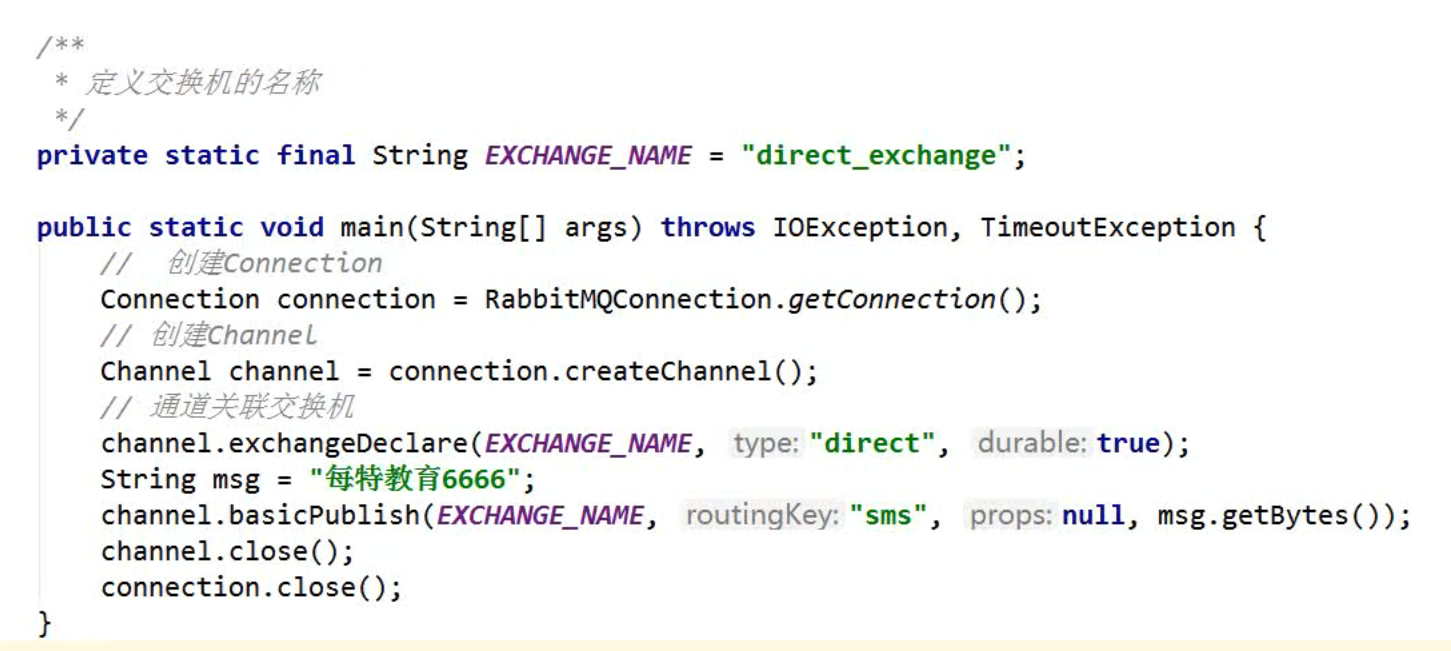 /**
 * 定义交换机的名称
 */
private static final String EXCHANGE_NAME = "direct_exchange";
public static void main(String[] args) throws IOException, TimeoutException {
    //  创建Connection
    Connection connection = RabbitMQConnection.getConnection();
    // 创建Channel
    Channel channel = connection.createChannel();
    // 通道关联交换机
    channel.exchangeDeclare(EXCHANGE_NAME, type: "direct", durable: true);
    String msg = "每特教育6666";
    channel.basicPublish(EXCHANGE_NAME, routingKey: "sms", props: null, msg.getBytes());
    channel.close();
    connection.close();
}